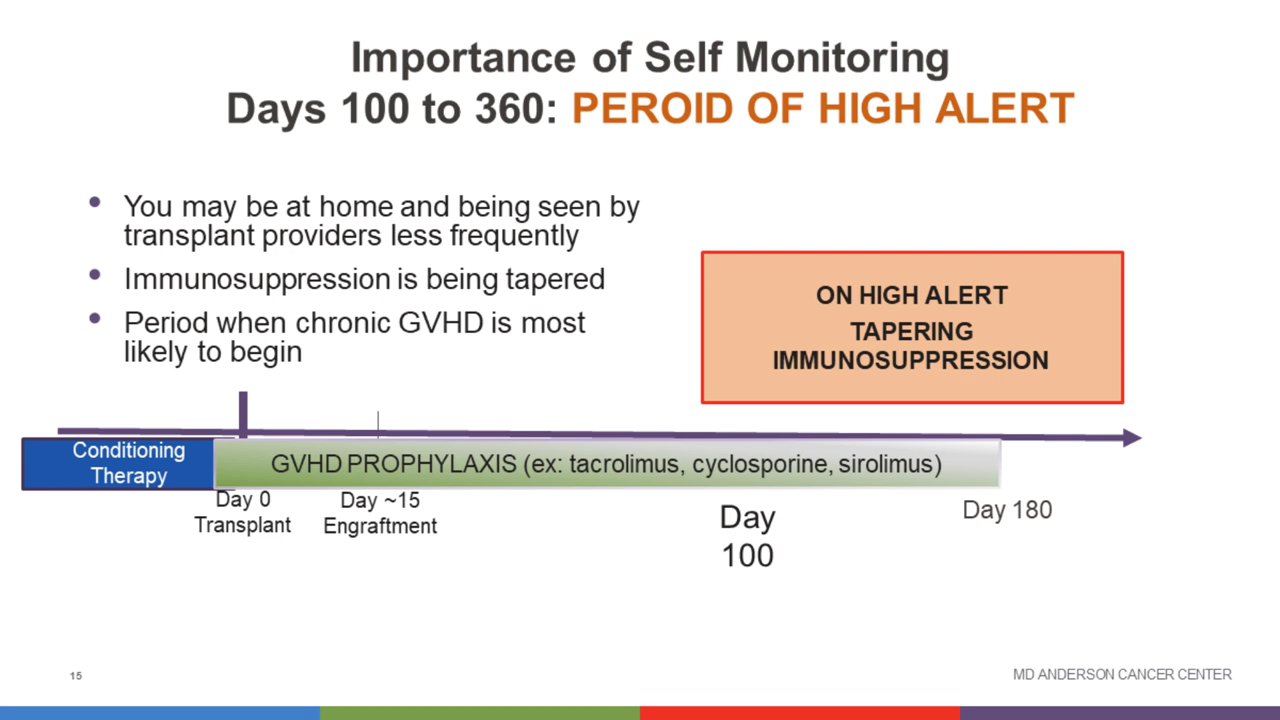 Importance of Self Monitoring
Days 100 to 360: PEROID OF HIGH ALERT
• You may be at home and being seen by
transplant providers less frequently
• Immunosuppression is being tapered
• Period when chronic GVHD is most
likely to begin
ON HIGH ALERT
TAPERING
IMMUNOSUPPRESSION
Conditioning
Therapy
GVHD PROPHYLAXIS (ex: tacrolimus, cyclosporine, sirolimus)
Day 0
Transplant
Day ~15
Engraftment
Day
100
Day 180
15
MD ANDERSON CANCER CENTER